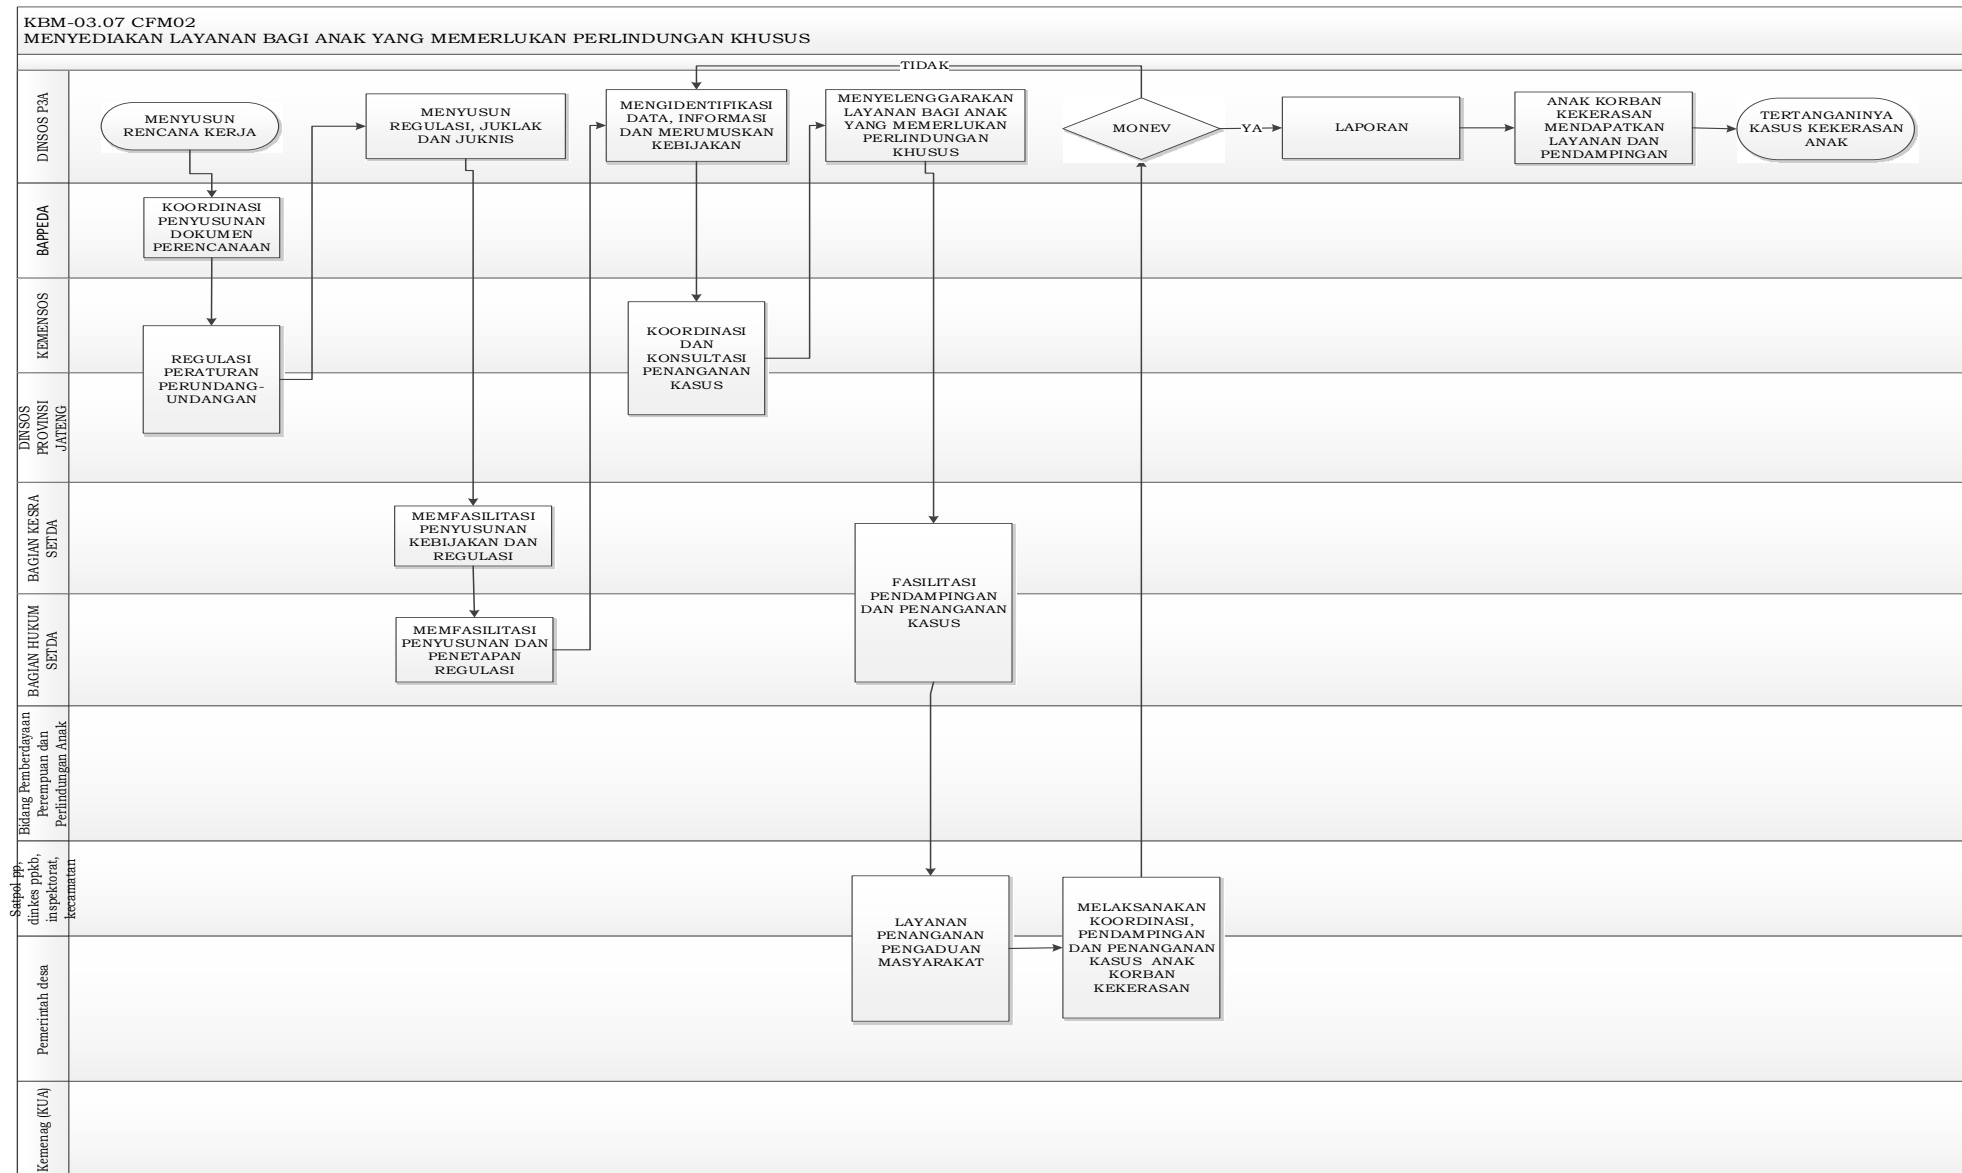 KBM-03.07 CFM02
MENYEDIAKAN LAYANAN BAGI ANAK YANG MEMERLUKAN PERLINDUNGAN KHUSUS
TIDAK
DINSOS P3A
MENYUSUN
RENCANA KERJA
MENYUSUN
REGULASI, JUKLAK
DAN JUKNIS
MENGIDENTIFIKASI
DATA, INFORMASI
DAN MERUMUSKAN
KEBIJAKAN
MENYELENGGARAKAN
LAYANAN BAGI ANAK
YANG MEMERLUKAN
PERLINDUNGAN
KHUSUS
MONEV
YA
LAPORAN
ANAK KORBAN
KEKERASAN
MENDAPATKAN
LAYANAN DAN
PENDAMPINGAN
TERTANGANINYA
KASUS KEKERASAN
ANAK
BAPPEDA
KOORDINASI
PENYUSUNAN
DOKUMEN
PERENCANAAN
KEMENSOS
REGULASI
PERATURAN
PERUNDANG-
UNDANGAN
KOORDINASI
DAN
KONSULTASI
PENANGANAN
KASUS
DINSOS
PROVINSI
JATENG
BAGIAN KESRA
SETDA
MEMFASILITASI
PENYUSUNAN
KEBIJAKAN DAN
REGULASI
FASILITASI
PENDAMPINGAN
DAN PENANGANAN
KASUS
BAGIAN HUKUM
SETDA
MEMFASILITASI
PENYUSUNAN DAN
PENETAPAN
REGULASI
Bidang Pemberdayaan
Perempuan dan
Perlindungan Anak
Satpol pp,
dinkes ppkb,
inspektorat,
kecamatan
LAYANAN
PENANGANAN
PENGADUAN
MASYARAKAT
MELAKSANAKAN
KOORDINASI,
PENDAMPINGAN
DAN PENANGANAN
KASUS ANAK
KORBAN
KEKERASAN
Pemerintah desa
Kemenag (KUA)